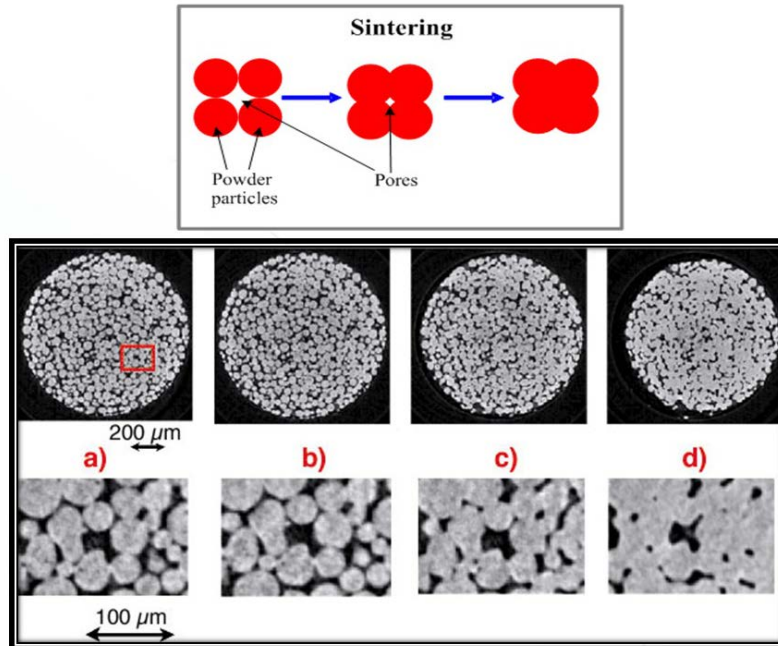 Sintering
Powder
particles
Pores
200 µm
a)
b)
c)
d)
100 µm